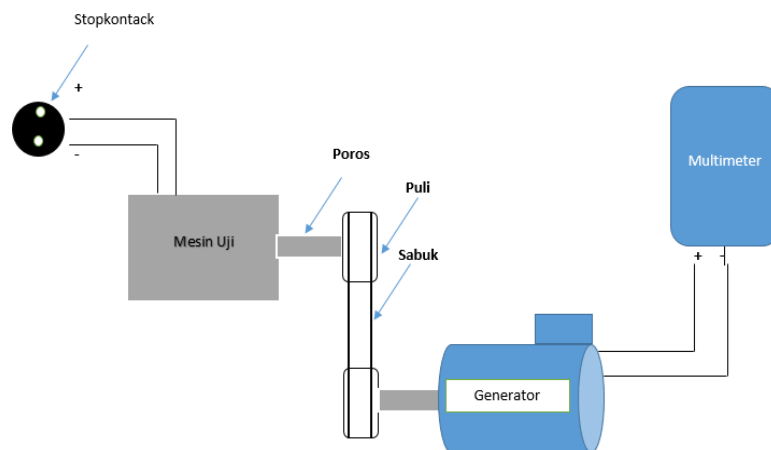 Stopkontack
+
-
Poros
Puli
Mesin Uji
Sabuk
Multimeter
+ -
Generator